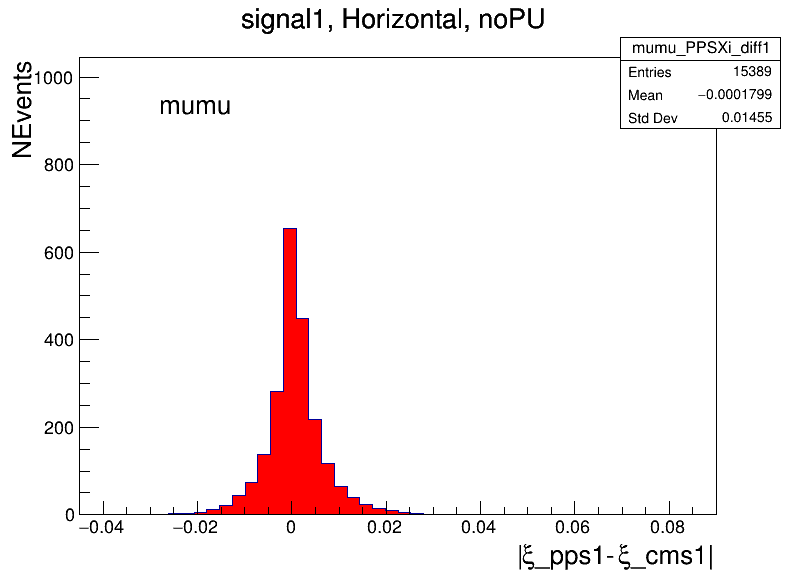 signal1, Horizontal, noPU
mumu_PPSXi_diff1
Entries 15389
Mean −0.0001799
Std Dev 0.01455
NEvents
mumu
1000
800
600
400
200
0
−0.04 −0.02 0 0.02 0.04 0.06 0.08
|ξ_pps1-ξ_cms1|